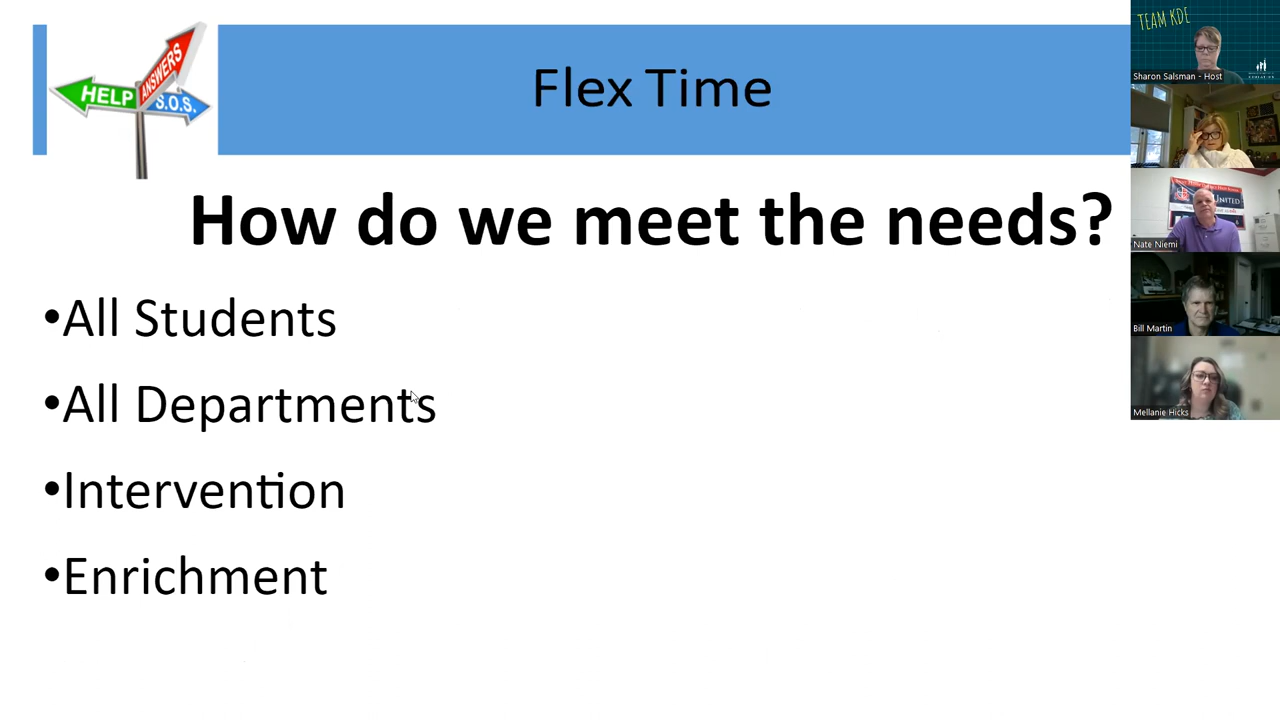 HELP
ANSWERS
S.O.S.
Flex Time
How do we meet the needs?
•All Students
•All Departments
•Intervention
•Enrichment
TEAM KDE
Sharon Salsman - Host
UNITED
Nate Niemi
Bill Martin
Mellanie Hicks